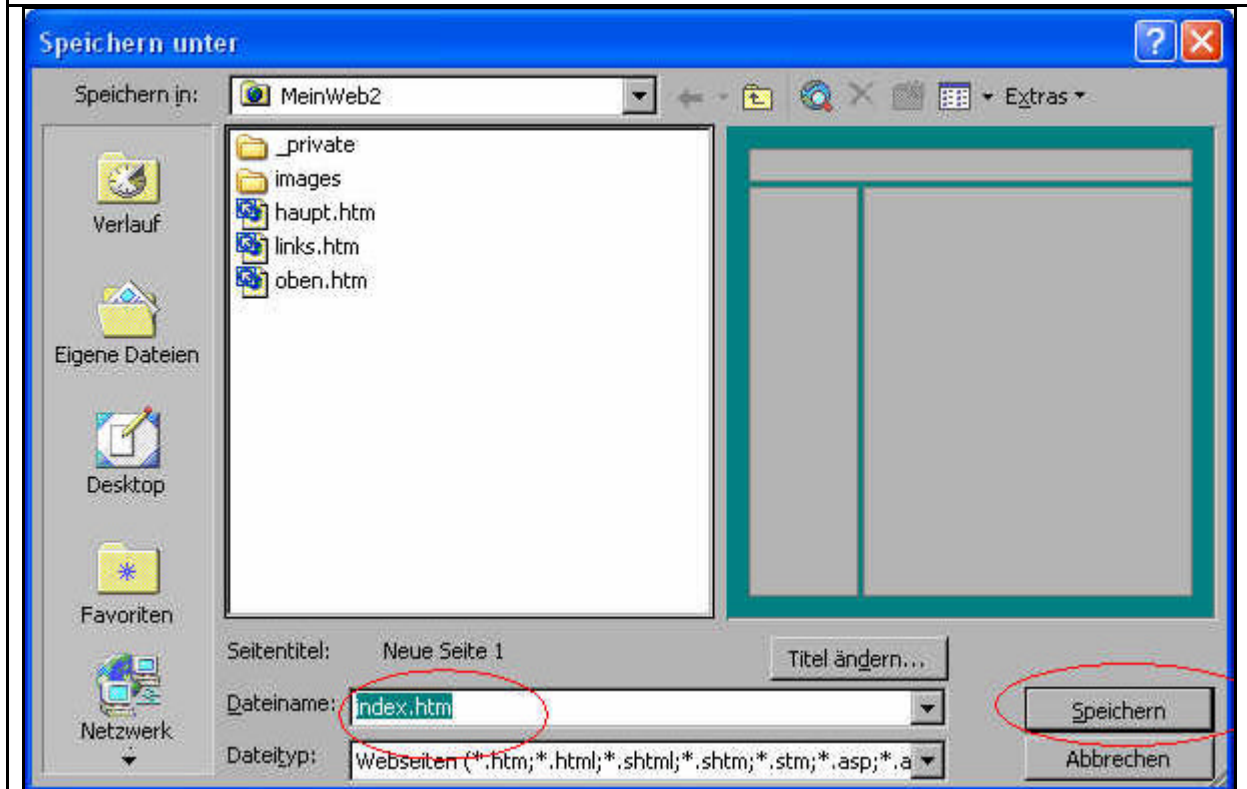 Speichern unter
Speichern in: MeinWeb2 Extras
Verlauf
Eigene Dateien
Desktop
Favoriten
Netzwerk
_private
images
haupt.htm
links.htm
oben.htm
Seitentitel: Neue Seite 1 Titel ändern...
Dateiname: index.htm Speichern
Dateityp: Webseiten (*.htm;*.html;*.shtml;*.shtm;*.stm;*.asp;*.a Abbrechen